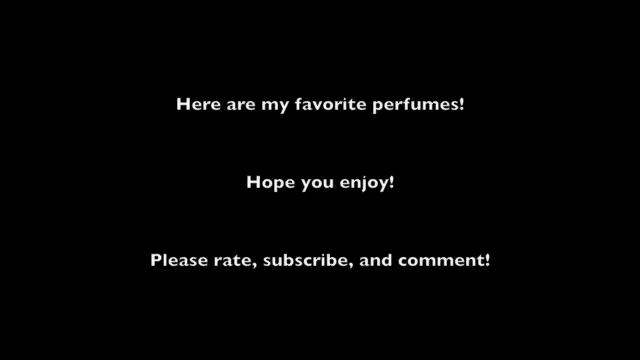 Here are my favorite perfumes!
Hope you enjoy!
Please rate, subscribe, and comment!